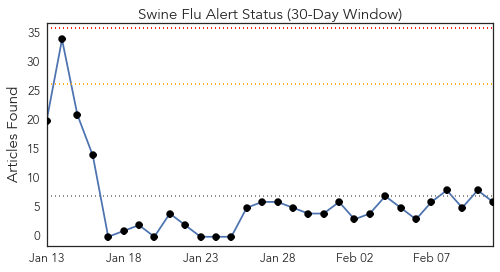 Swine Flu Alert Status (30-Day Window)
Articles Found
35
30
25
20
15
10
5
0
Jan 13 Jan 18 Jan 23 Jan 28 Feb 02 Feb 07